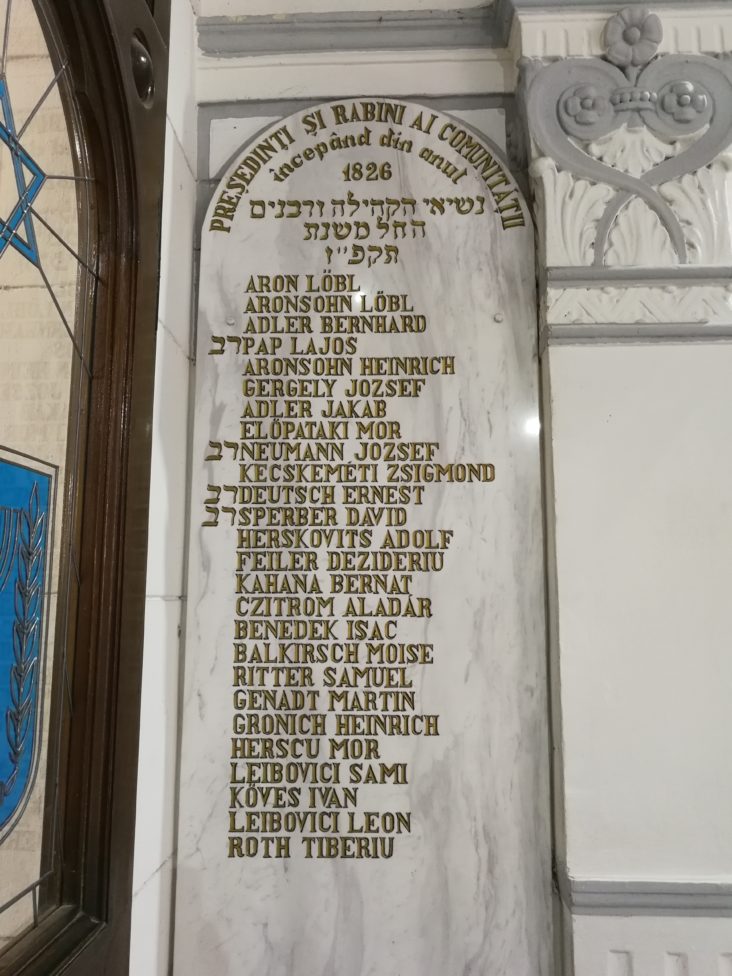 PREȘEDINȚI ȘI RABINI AI COMUNITĂȚII
începând din anul
1826
נשיאי הקהילה ורבנים
החל משנת
תקפ״ז
ARON LÖBL
ARONSOHN LÖBL
ADLER BERNHARD
רב PAP LAJOS
ARONSOHN HEINRICH
GERGELY JOZSEF
ADLER JAKAB
ELŐPATAKI MOR
רב NEUMANN JOZSEF
KECSKEMÉTI ZSIGMOND
רב DEUTSCH ERNEST
רב SPERBER DAVID
HERSKOVITS ADOLF
FEILER DEZIDERIU
KAHANA BERNAT
CZITROM ALADÁR
BENEDEK ISAC
BALKIRSCH MOISE
RITTER SAMUEL
GENADT MARTIN
GRONICH HEINRICH
HERSCU MOR
LEIBOVICI SAMI
KÖVES IVAN
LEIBOVICI LEON
ROTH TIBERIU